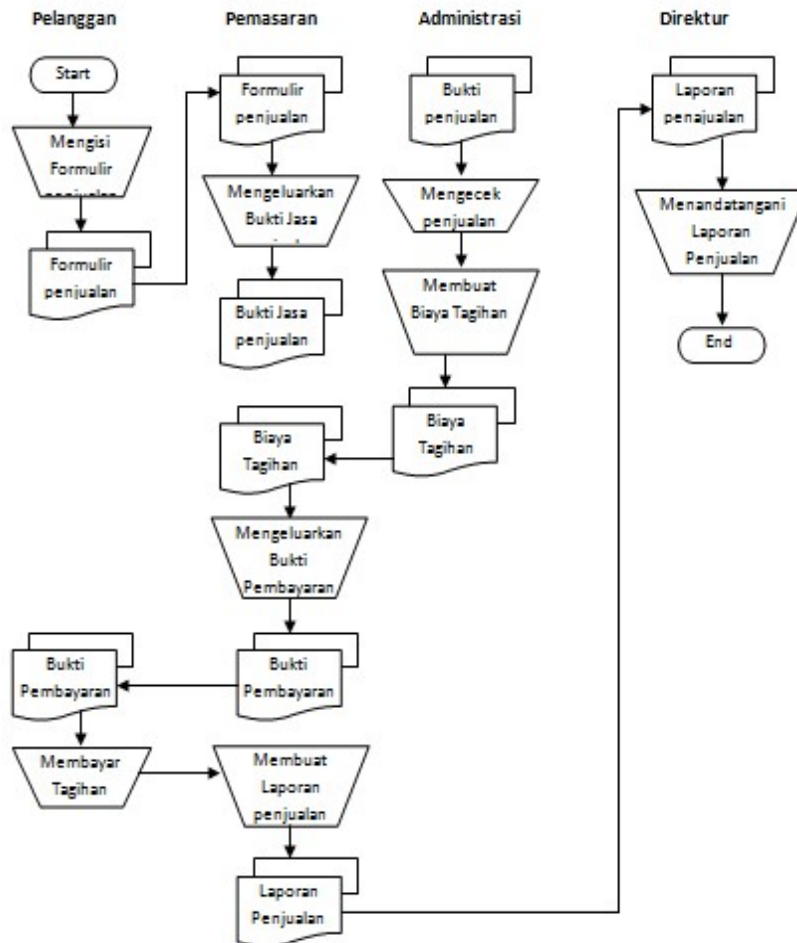 Pelanggan
Pemasaran
Administrasi
Direktur
Start
Mengisi
Formulir
penjualan
Formulir
penjualan
Formulir
penjualan
Mengeluarkan
Bukti Jasa
Bukti Jasa
penjualan
Bukti
penjualan
Mengecek
penjualan
Membuat
Biaya Tagihan
Biaya
Tagihan
Biaya
Tagihan
Mengeluarkan
Bukti
Pembayaran
Bukti
Pembayaran
Bukti
Pembayaran
Membayar
Tagihan
Membuat
Laporan
penjualan
Laporan
Penjualan
Laporan
penajualan
Menandatangani
Laporan
Penjualan
End